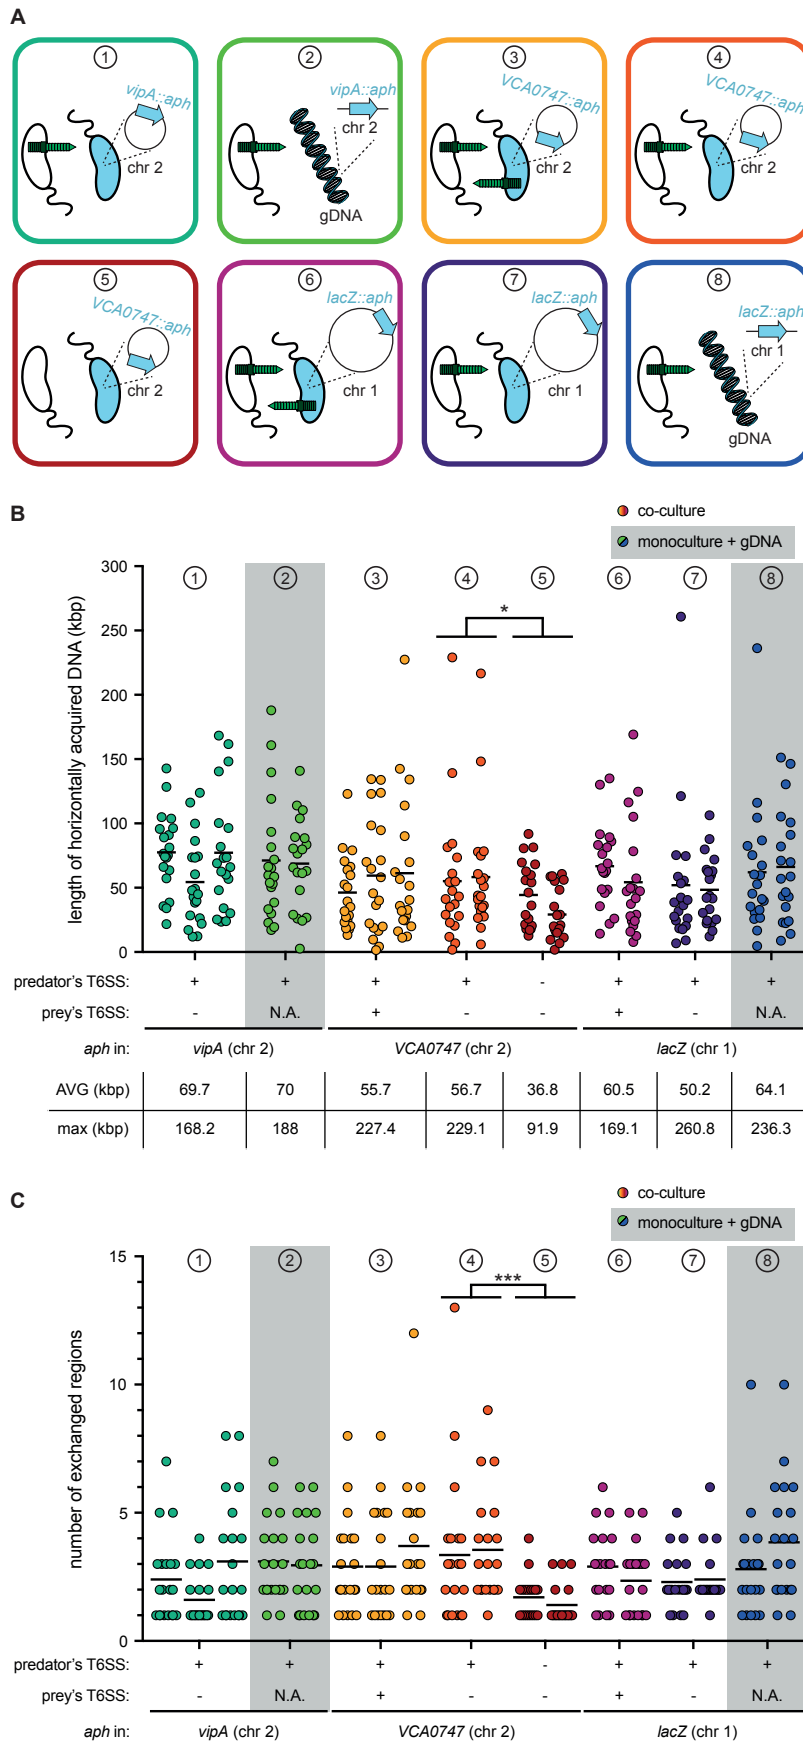 A
1 2 3 4
vipA::aph vipA::aph VCA0747::aph VCA0747::aph
chr 2 chr 2 chr 2 chr 2
gDNA
5 6 7 8
VCA0747::aph lacZ::aph lacZ::aph lacZ::aph
chr 2 chr 1 chr 1 chr 1
gDNA
B
co-culture
monoculture + gDNA
length of horizontally acquired DNA (kbp)
300
250
200
150
100
50
0
1 2 3 4 5 6 7 8
*
predator's T6SS: + + + + - + + +
prey's T6SS: - N.A. + - - + - N.A.
aph in: vipA (chr 2) VCA0747 (chr 2) lacZ (chr 1)
AVG (kbp) 69.7 70 55.7 56.7 36.8 60.5 50.2 64.1
max (kbp) 168.2 188 227.4 229.1 91.9 169.1 260.8 236.3
C
co-culture
monoculture + gDNA
number of exchanged regions
15
10
5
0
1 2 3 4 5 6 7 8
***
predator's T6SS: + + + + - + + +
prey's T6SS: - N.A. + - - + - N.A.
aph in: vipA (chr 2) VCA0747 (chr 2) lacZ (chr 1)